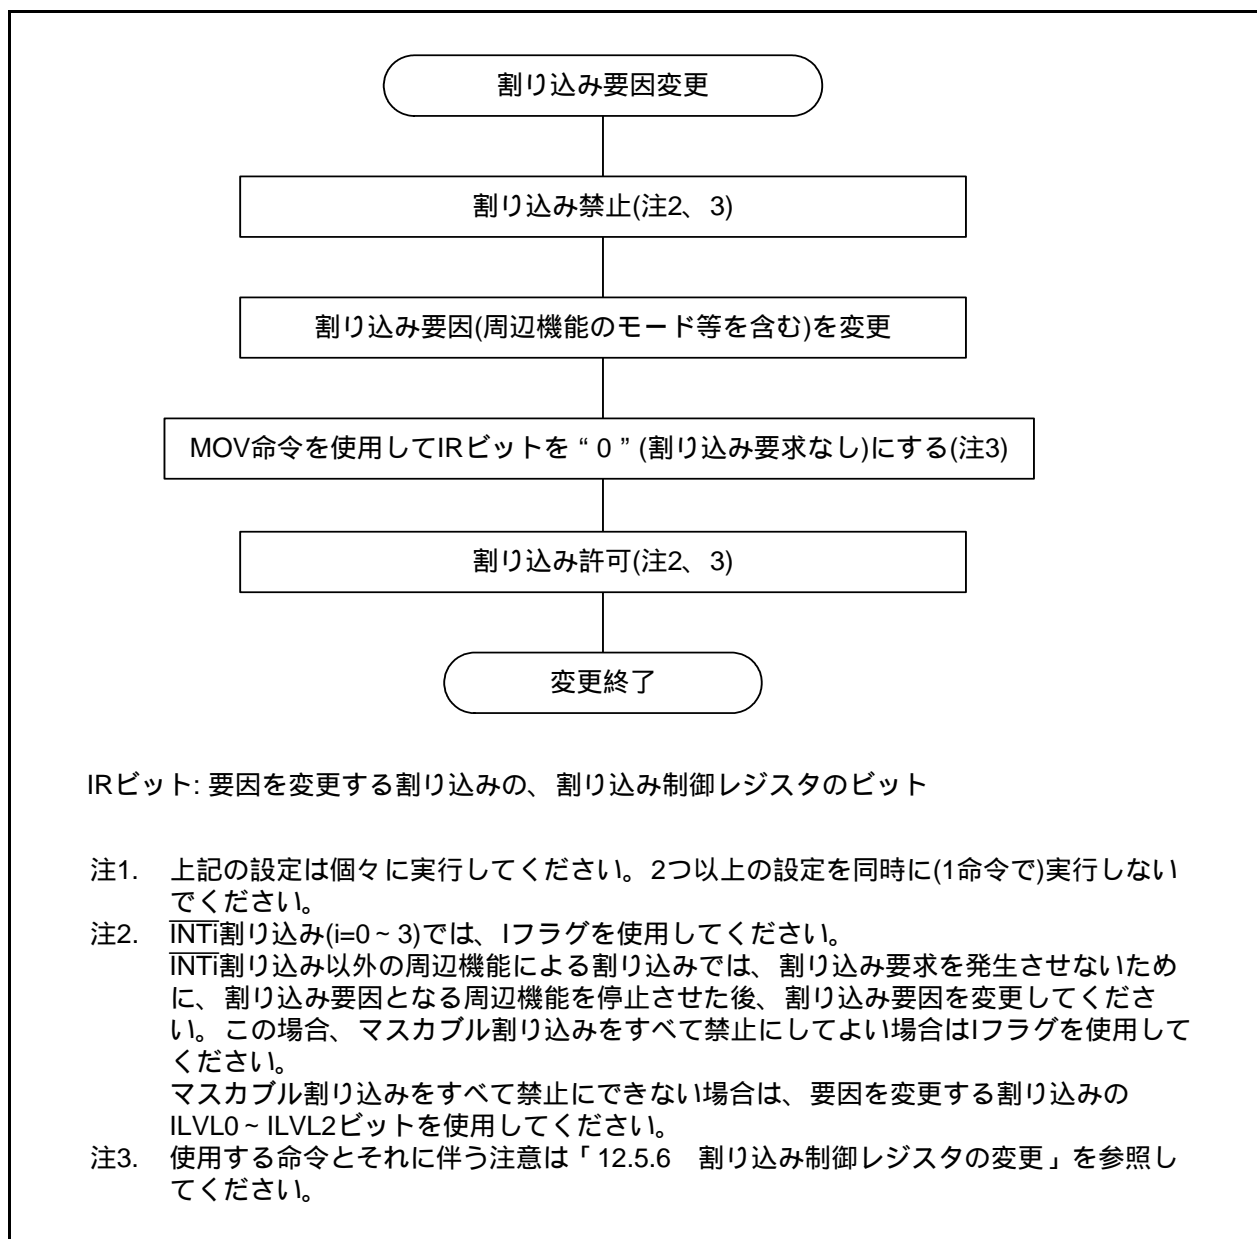 割り込み要因変更
割り込み禁止(注2、3)
割り込み要因(周辺機能のモード等を含む)を変更
MOV命令を使用してIRビットを“0”(割り込み要求なし)にする(注3)
割り込み許可(注2、3)
変更終了
IRビット: 要因を変更する割り込みの、割り込み制御レジスタのビット
注1. 上記の設定は個々に実行してください。2つ以上の設定を同時に(1命令で)実行しない
でください。
注2. INTi割り込み(i=0~3)では、Iフラグを使用してください。
INTi割り込み以外の周辺機能による割り込みでは、割り込み要求を発生させないため
に、割り込み要因となる周辺機能を停止させた後、割り込み要因を変更してくださ
い。この場合、マスカブル割り込みをすべて禁止にしてよい場合はIフラグを使用して
ください。
マスカブル割り込みをすべて禁止にできない場合は、要因を変更する割り込みの
ILVL0~ILVL2ビットを使用してください。
注3. 使用する命令とそれに伴う注意は「12.5.6 割り込み制御レジスタの変更」を参照し
てください。